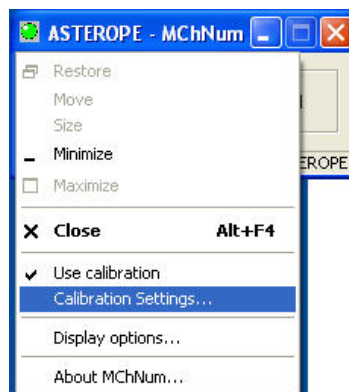 ASTEROPE - MChNum
Restore
Move
Size
Minimize
EROPE
Maximize
Close Alt+F4
Use calibration
Calibration Settings...
Display options...
About MChNum...